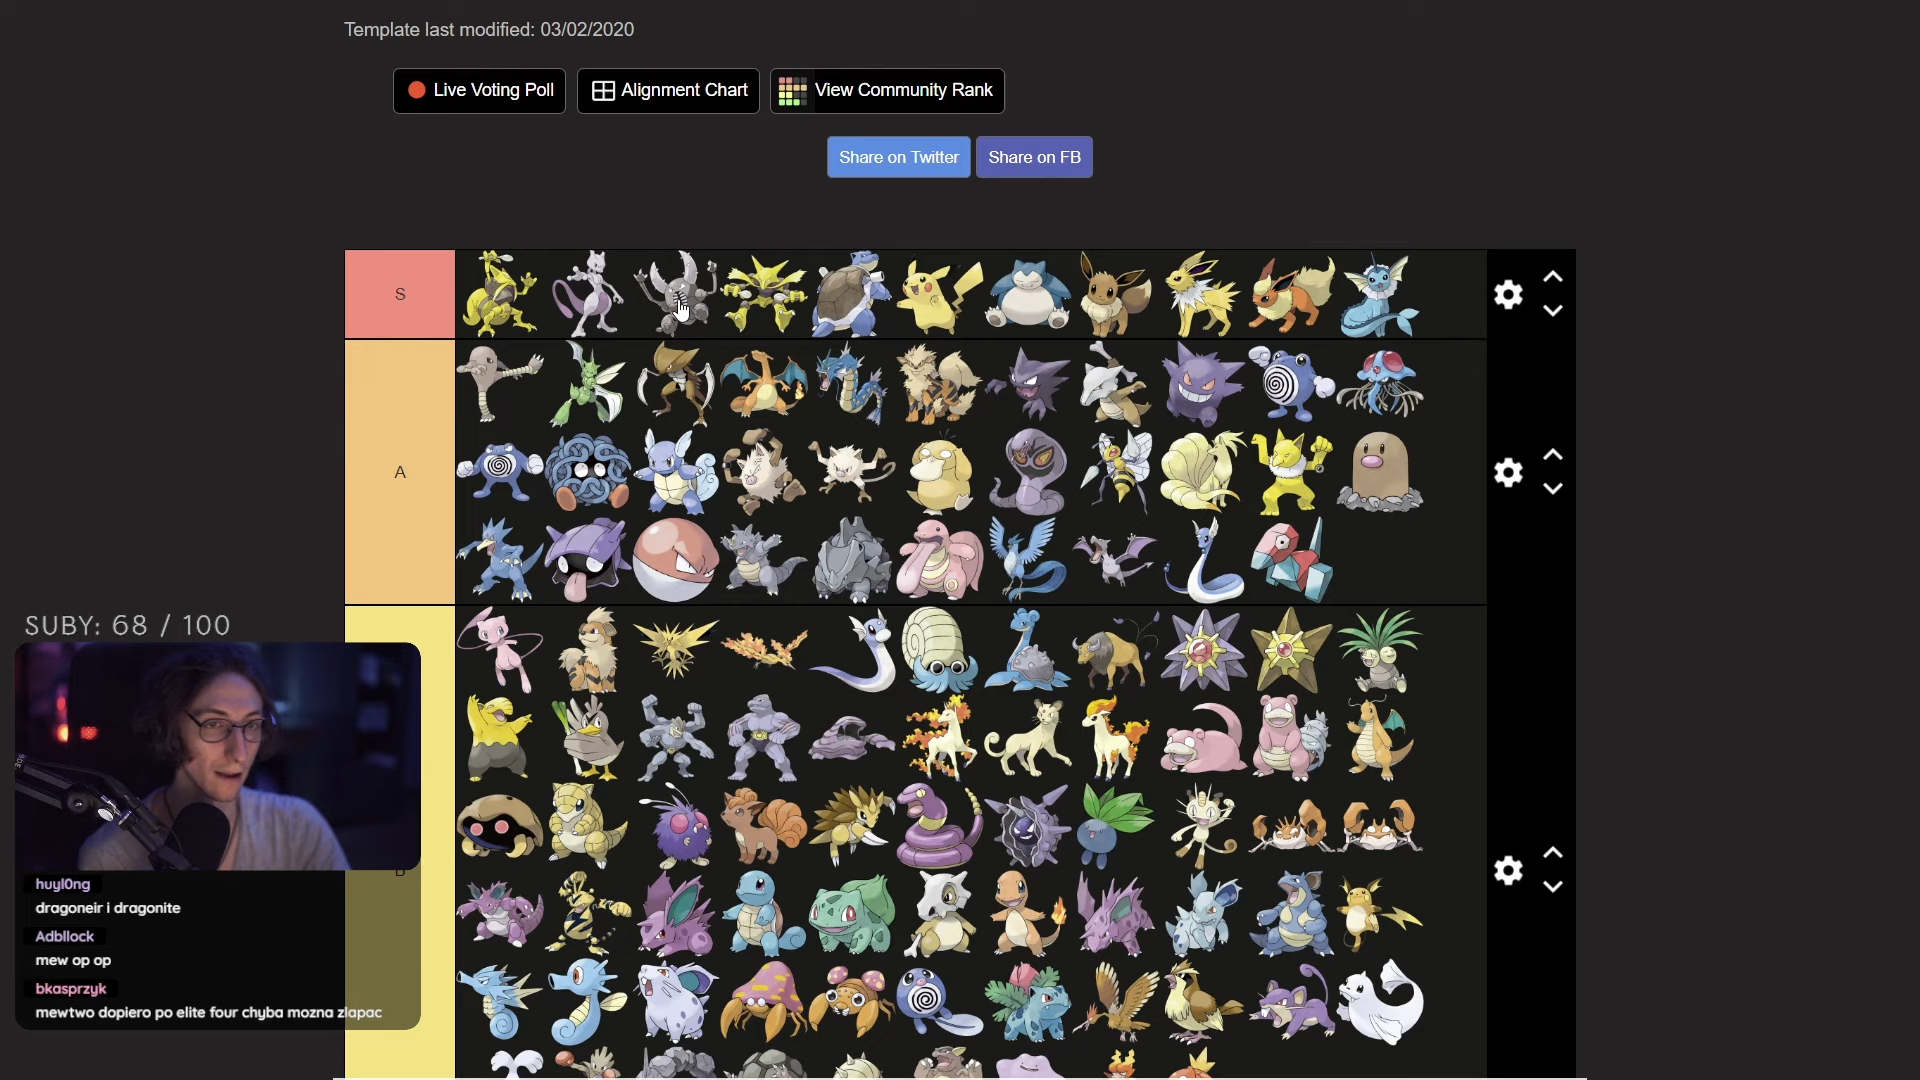 Template last modified: 03/02/2020
Live Voting Poll
Alignment Chart
View Community Rank
Share on Twitter
Share on FB
S
A
SUBY: 68 / 100
B
huyl0ng
dragoneir i dragonite
Adbllock
mew op op
bkasprzyk
mewtwo dopiero po elite four chyba mozna zlapac